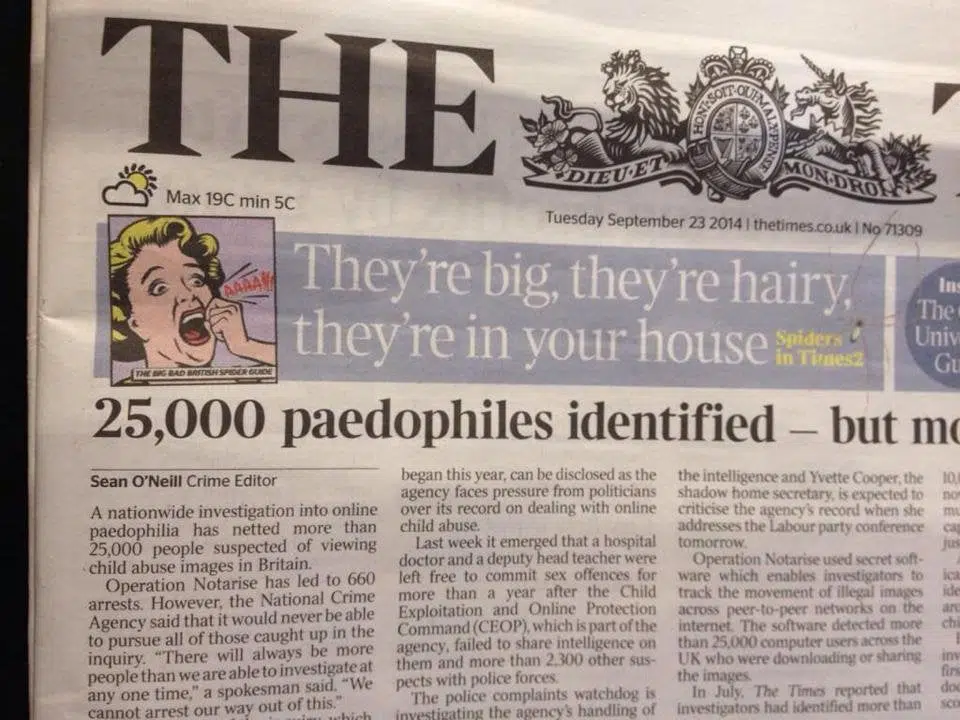 THE
HONI·SOIT·QUI·MAL·Y·PENSE
DIEU·ET
MON·DROIT
Max 19C min 5C
Tuesday September 23 2014 | thetimes.co.uk | No 71309
AAAAH!
THE BIG BAD BRITISH SPIDER GUIDE
They're big, they're hairy,
they're in your house
Spiders
in Times2
Ins
The
Univ
Gu
25,000 paedophiles identified – but mo
Sean O'Neill Crime Editor
A nationwide investigation into online
paedophilia has netted more than
25,000 people suspected of viewing
child abuse images in Britain.
Operation Notarise has led to 660
arrests. However, the National Crime
Agency said that it would never be able
to pursue all of those caught up in the
inquiry. "There will always be more
people than we are able to investigate at
any one time," a spokesman said. "We
cannot arrest our way out of this."
which
began this year, can be disclosed as the
agency faces pressure from politicians
over its record on dealing with online
child abuse.
Last week it emerged that a hospital
doctor and a deputy head teacher were
left free to commit sex offences for
more than a year after the Child
Exploitation and Online Protection
Command (CEOP), which is part of the
agency, failed to share intelligence on
them and more than 2,300 other sus-
pects with police forces.
The police complaints watchdog is
investigating the agency's handling of
the intelligence and Yvette Cooper, the
shadow home secretary, is expected to
criticise the agency's record when she
addresses the Labour party conference
tomorrow.
Operation Notarise used secret soft-
ware which enables investigators to
track the movement of illegal images
across peer-to-peer networks on the
internet. The software detected more
than 25,000 computer users across the
UK who were downloading or sharing
the images.
In July, The Times reported that
investigators had identified more than